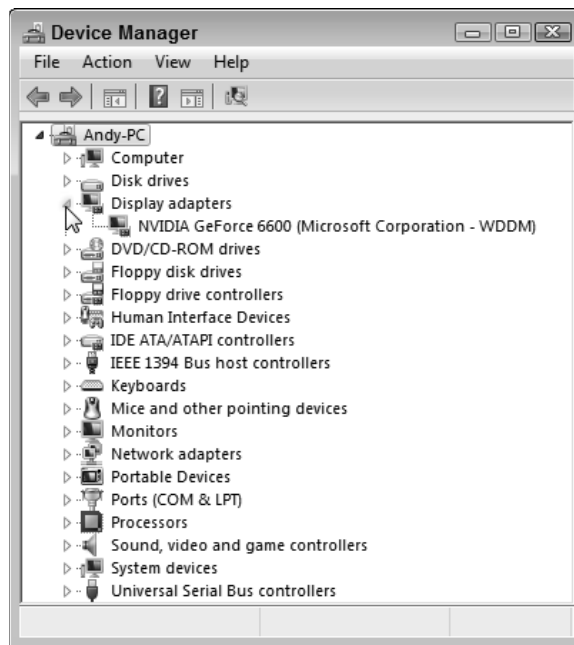 Device Manager
File Action View Help
Andy-PC
Computer
Disk drives
Display adapters
NVIDIA GeForce 6600 (Microsoft Corporation - WDDM)
DVD/CD-ROM drives
Floppy disk drives
Floppy drive controllers
Human Interface Devices
IDE ATA/ATAPI controllers
IEEE 1394 Bus host controllers
Keyboards
Mice and other pointing devices
Monitors
Network adapters
Portable Devices
Ports (COM & LPT)
Processors
Sound, video and game controllers
System devices
Universal Serial Bus controllers